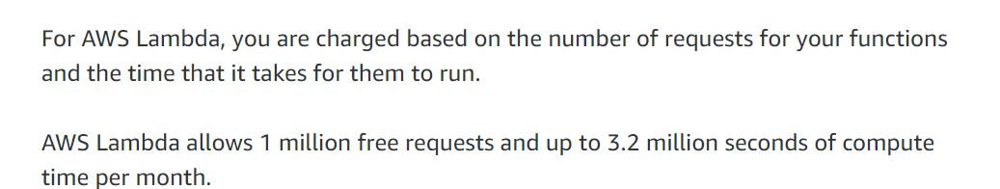 For AWS Lambda, you are charged based on the number of requests for your functions
and the time that it takes for them to run.
AWS Lambda allows 1 million free requests and up to 3.2 million seconds of compute
time per month.